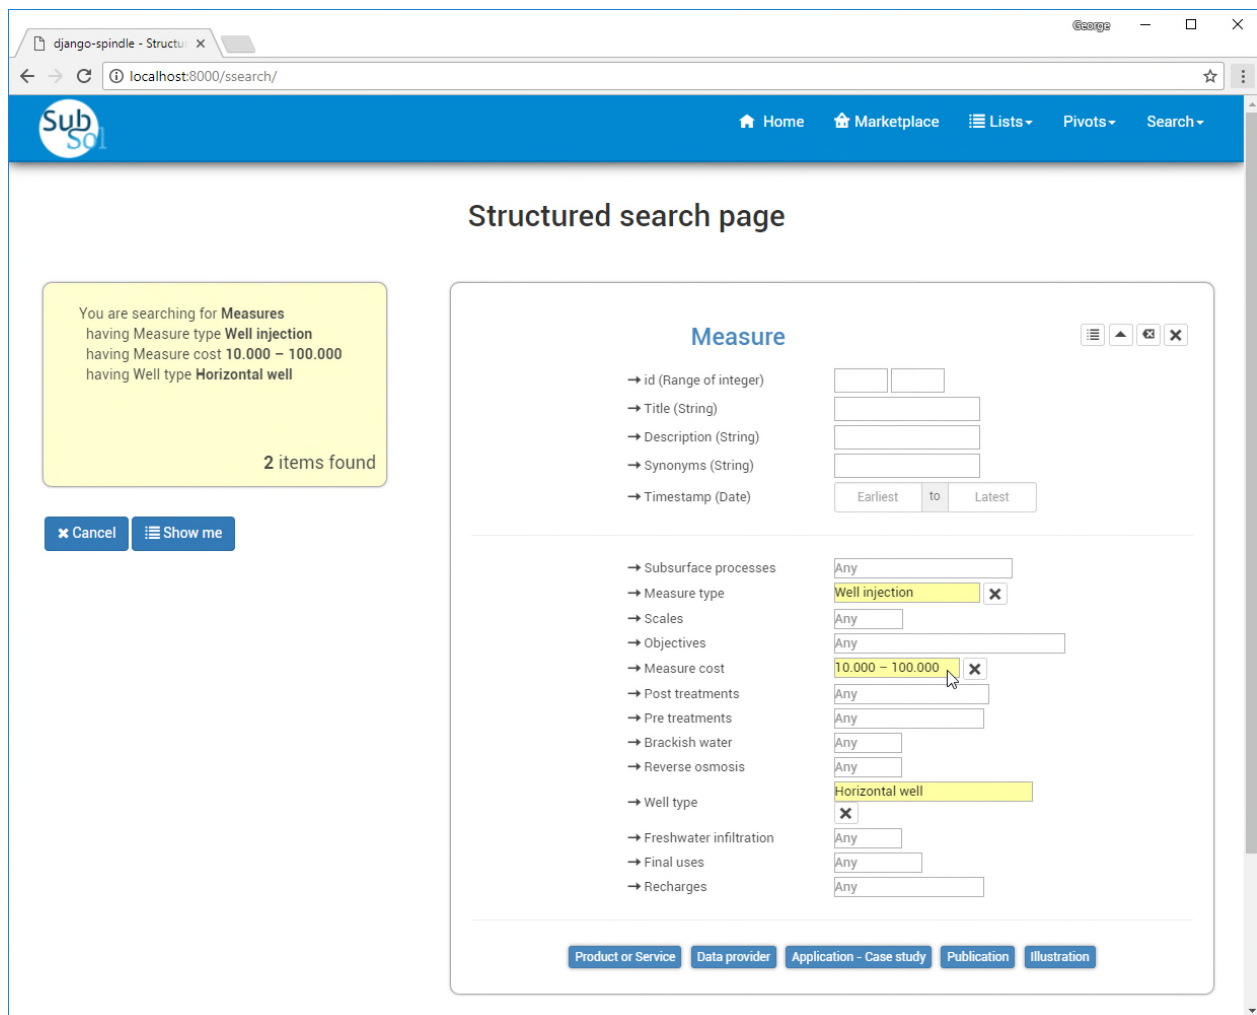 George
django-spindle - Structu
localhost:8000/ssearch/
SubSol
Home Marketplace Lists Pivots Search
Structured search page
You are searching for Measures
having Measure type Well injection
having Measure cost 10.000 – 100.000
having Well type Horizontal well
2 items found
Cancel Show me
Measure
id (Range of integer)
Title (String)
Description (String)
Synonyms (String)
Timestamp (Date) Earliest to Latest
Subsurface processes Any
Measure type Well injection
Scales Any
Objectives Any
Measure cost 10.000 – 100.000
Post treatments Any
Pre treatments Any
Brackish water Any
Reverse osmosis Any
Well type Horizontal well
Freshwater infiltration Any
Final uses Any
Recharges Any
Product or Service Data provider Application - Case study Publication Illustration